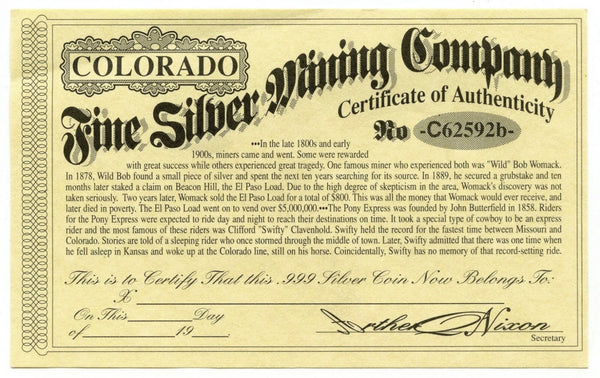 COLORADO
Fine Silver Mining Company
Certificate of Authenticity
No -C62592b-
•••In the late 1800s and early
1900s, miners came and went. Some were rewarded
with great success while others experienced great tragedy. One famous miner who experienced both was "Wild" Bob Womack.
In 1878, Wild Bob found a small piece of silver and spent the next ten years searching for its source. In 1889, he secured a grubstake and ten
months later staked a claim on Beacon Hill, the El Paso Load. Due to the high degree of skepticism in the area, Womack's discovery was not
taken seriously. Two years later, Womack sold the El Paso Load for a total of $800. This was all the money that Womack would ever receive, and
later died in poverty. The El Paso Load went on to vend over $5,000,000.•••The Pony Express was founded by John Butterfield in 1858. Riders
for the Pony Express were expected to ride day and night to reach their destinations on time. It took a special type of cowboy to be an express
rider and the most famous of these riders was Clifford "Swifty" Clavenhold. Swifty held the record for the fastest time between Missouri and
Colorado. Stories are told of a sleeping rider who once stormed through the middle of town. Later, Swifty admitted that there was one time when
he fell asleep in Kansas and woke up at the Colorado line, still on his horse. Coincidentally, Swifty has no memory of that record-setting ride.
This is to Certify That this .999 Silver Coin Now Belongs To:
X
On This Day
of 19
Arther Nixon
Secretary